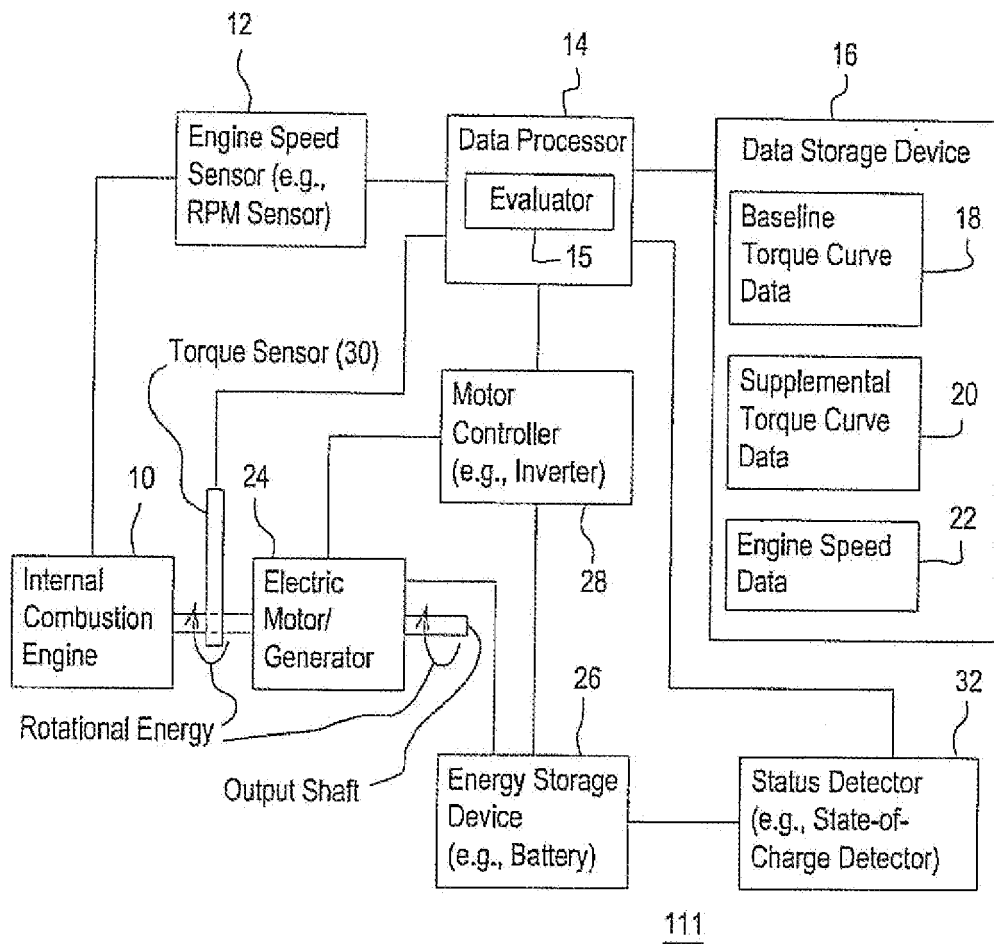 12
14
16
Engine Speed
Sensor (e.g.,
RPM Sensor)
Data Processor
Evaluator
15
Data Storage Device
Baseline
Torque Curve
Data
18
Torque Sensor (30)
Supplemental
Torque Curve
Data
20
Motor
Controller
(e.g., Inverter)
28
10
24
Engine Speed
Data
22
Internal
Combustion
Engine
Electric
Motor/
Generator
Rotational Energy
Output Shaft
26
32
Energy Storage
Device
(e.g., Battery)
Status Detector
(e.g., State-of-
Charge Detector)
111